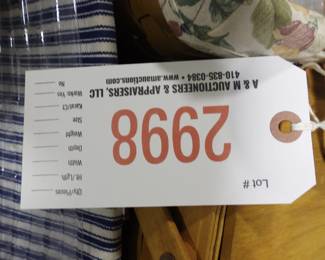 A & M AUCTIONEERS & APPRAISERS, LLC
410-835-0384 • www.amauctions.com
Lot #
2998
Qty/Pieces
Ht./Lgth.
Width
Depth
Weight
Size
Karat/Ct
Works: Yes No